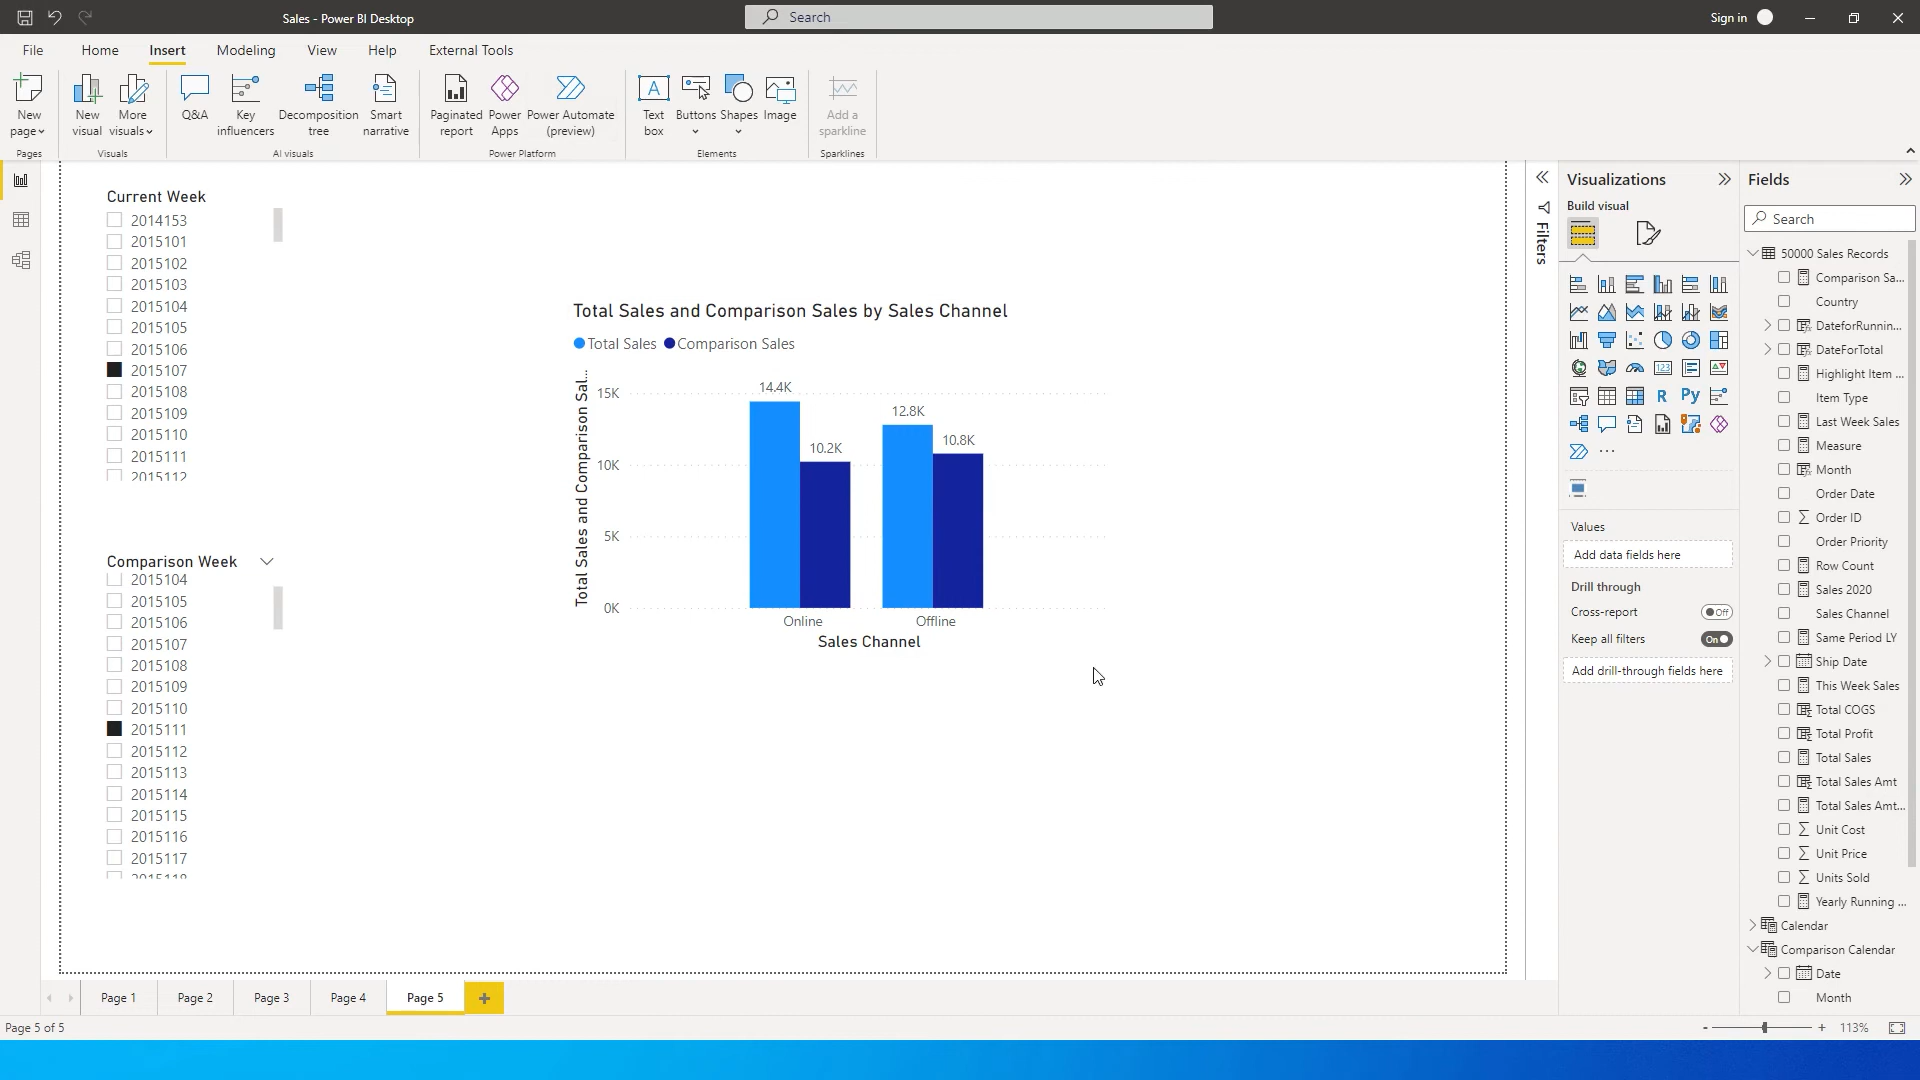 Sales - Power BI Desktop
Search
Sign in
File
Home
Insert
Modeling
View
Help
External Tools
New page
New visual
More visuals
Q&A
Key influencers
Decomposition tree
Smart narrative
Paginated report
Power Apps
Power Automate (preview)
Text box
Buttons
Shapes
Image
Add a sparkline
Pages
Visuals
AI visuals
Power Platform
Elements
Sparklines
Current Week
2014153
2015101
2015102
2015103
2015104
2015105
2015106
2015107
2015108
2015109
2015110
2015111
2015112
Comparison Week
2015104
2015105
2015106
2015107
2015108
2015109
2015110
2015111
2015112
2015113
2015114
2015115
2015116
2015117
2015118
Total Sales and Comparison Sales by Sales Channel
Total Sales
Comparison Sales
Total Sales and Comparison Sal...
15K
10K
5K
0K
14.4K
10.2K
12.8K
10.8K
Online
Offline
Sales Channel
Filters
Visualizations
Build visual
123
R
Py
...
Values
Add data fields here
Drill through
Cross-report
Off
Keep all filters
On
Add drill-through fields here
Fields
Search
50000 Sales Records
Comparison Sa...
Country
DateforRunnin...
DateForTotal
Highlight Item ...
Item Type
Last Week Sales
Measure
Month
Order Date
Order ID
Order Priority
Row Count
Sales 2020
Sales Channel
Same Period LY
Ship Date
This Week Sales
Total COGS
Total Profit
Total Sales
Total Sales Amt
Total Sales Amt...
Unit Cost
Unit Price
Units Sold
Yearly Running ...
Calendar
Comparison Calendar
Date
Month
Page 1
Page 2
Page 3
Page 4
Page 5
+
Page 5 of 5
- + 113%